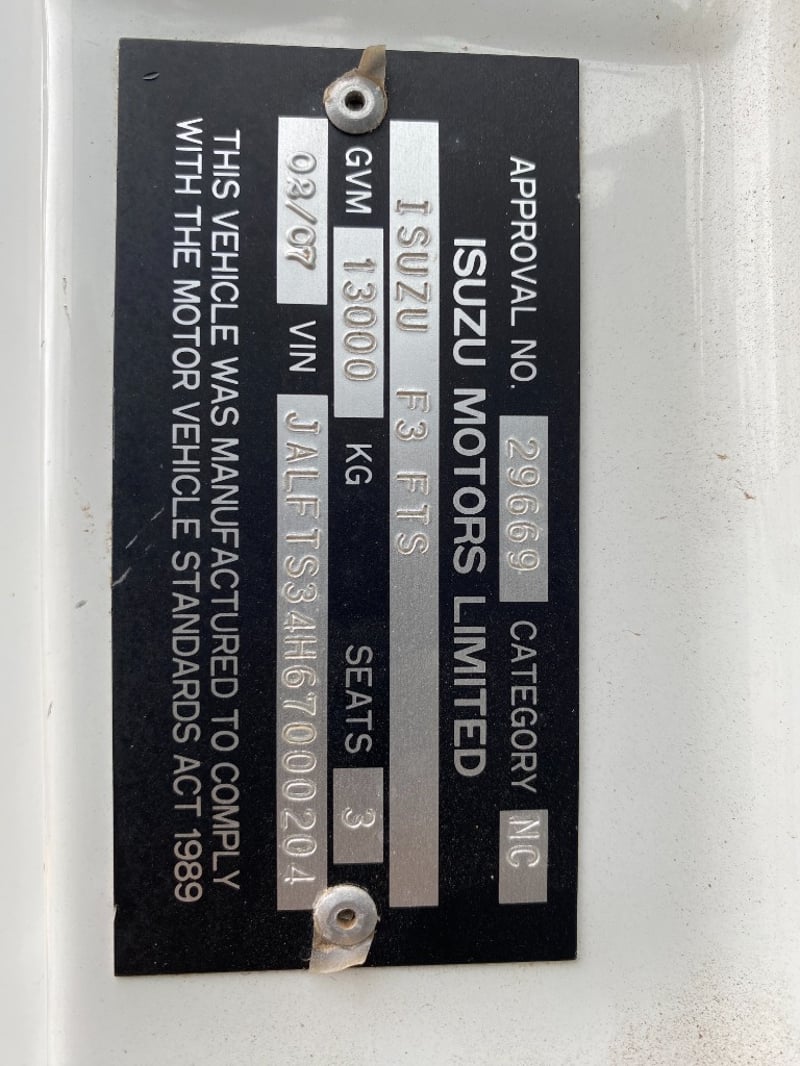 APPROVAL NO. 29669 CATEGORY NC
ISUZU MOTORS LIMITED
ISUZU F3 FTS
GVM 13000 KG SEATS 3
02/07 VIN JALFTS34H67000204
THIS VEHICLE WAS MANUFACTURED TO COMPLY
WITH THE MOTOR VEHICLE STANDARDS ACT 1989